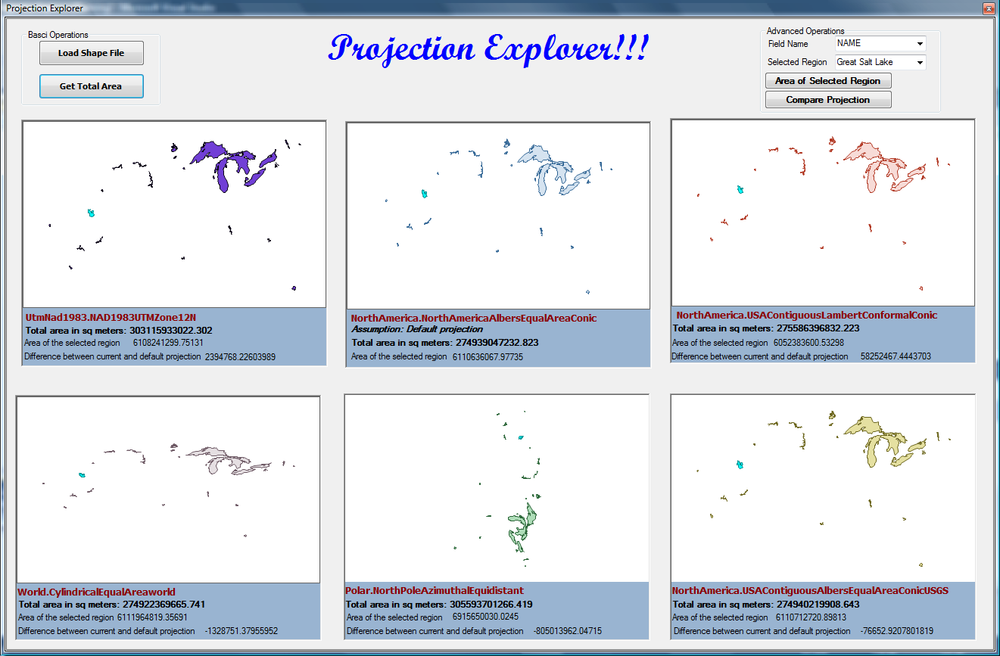 Projection Explorer
Basci Operations
Load Shape File
Get Total Area
Projection Explorer!!!
Advanced Operations
Field Name NAME
Selected Region Great Salt Lake
Area of Selected Region
Compare Projection
UtmNad1983.NAD1983UTMZone12N
Total area in sq meters: 303115933022.302
Area of the selected region 6108241299.75131
Difference between current and default projection 2394768.22603989
NorthAmerica.NorthAmericaAlbersEqualAreaConic
Assumption: Default projection
Total area in sq meters: 274939047232.823
Area of the selected region 6110636067.97735
NorthAmerica.USAContiguousLambertConformalConic
Total area in sq meters: 275586396832.223
Area of the selected region 6052383600.53298
Difference between current and default projection 58252467.4443703
World.CylindricalEqualAreaworld
Total area in sq meters: 274922369665.741
Area of the selected region 6111964819.35691
Difference between current and default projection -1328751.37955952
Polar.NorthPoleAzimuthalEquidistant
Total area in sq meters: 305593701266.419
Area of the selected region 6915650030.0245
Difference between current and default projection -805013962.04715
NorthAmerica.USAContiguousAlbersEqualAreaConicUSGS
Total area in sq meters: 274940219908.643
Area of the selected region 6110712720.89813
Difference between current and default projection -76652.9207801819